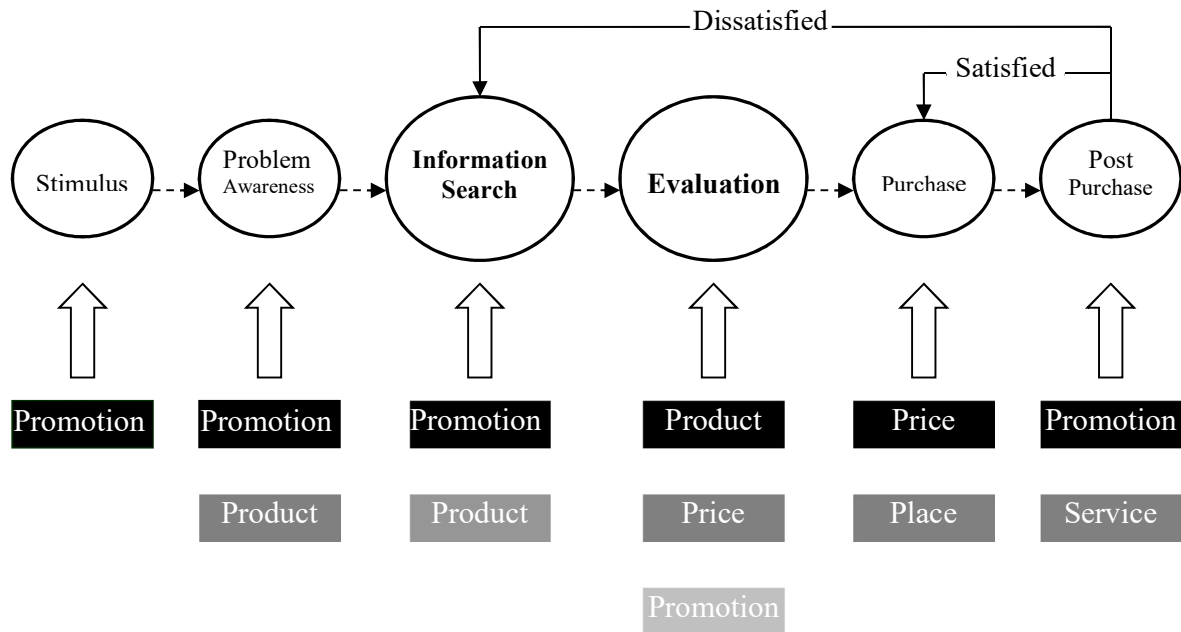 Dissatisfied
Satisfied
Stimulus
Problem
Awareness
Information
Search
Evaluation
Purchase
Post
Purchase
Promotion
Promotion
Promotion
Product
Price
Promotion
Product
Product
Price
Place
Service
Promotion